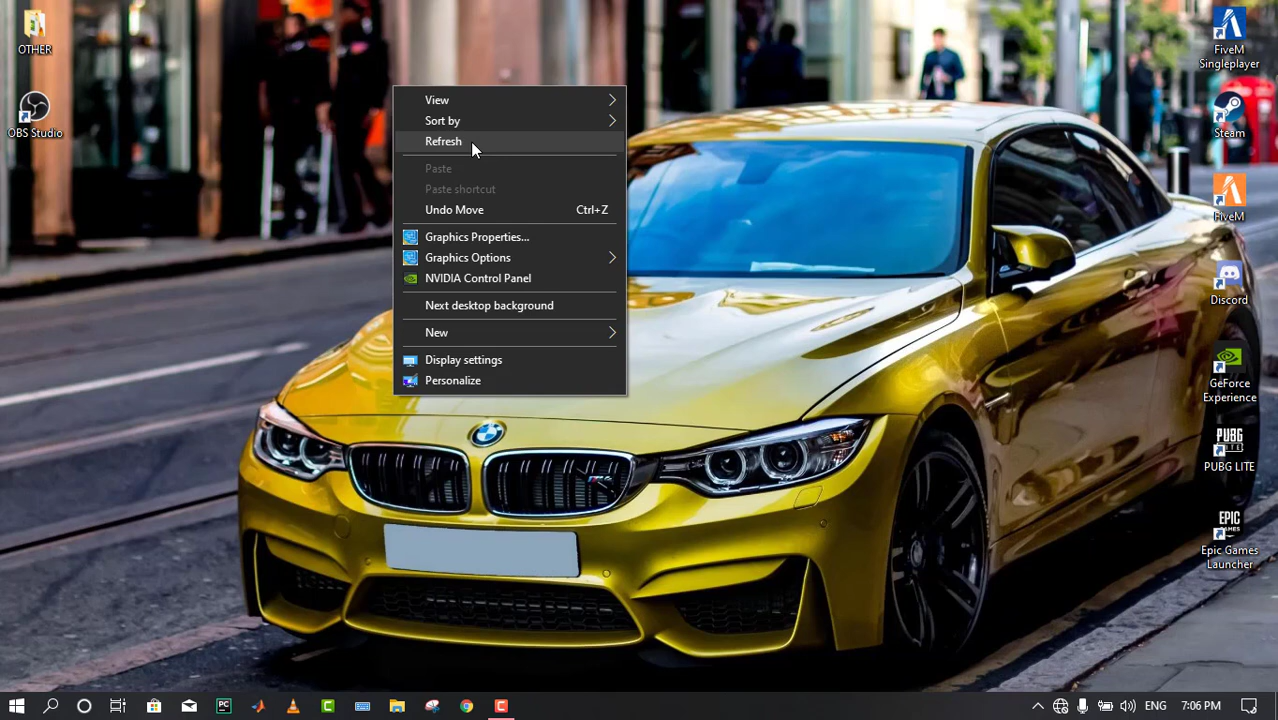 OTHER
OBS Studio
View
Sort by
Refresh
Paste
Paste shortcut
Undo Move Ctrl+Z
Graphics Properties...
Graphics Options
NVIDIA Control Panel
Next desktop background
New
Display settings
Personalize
FiveM
Singleplayer
Steam
FiveM
Discord
GeForce
Experience
PUBG
LITE
PUBG LITE
EPIC
GAMES
Epic Games
Launcher
PC
C
C
ENG
7:06 PM